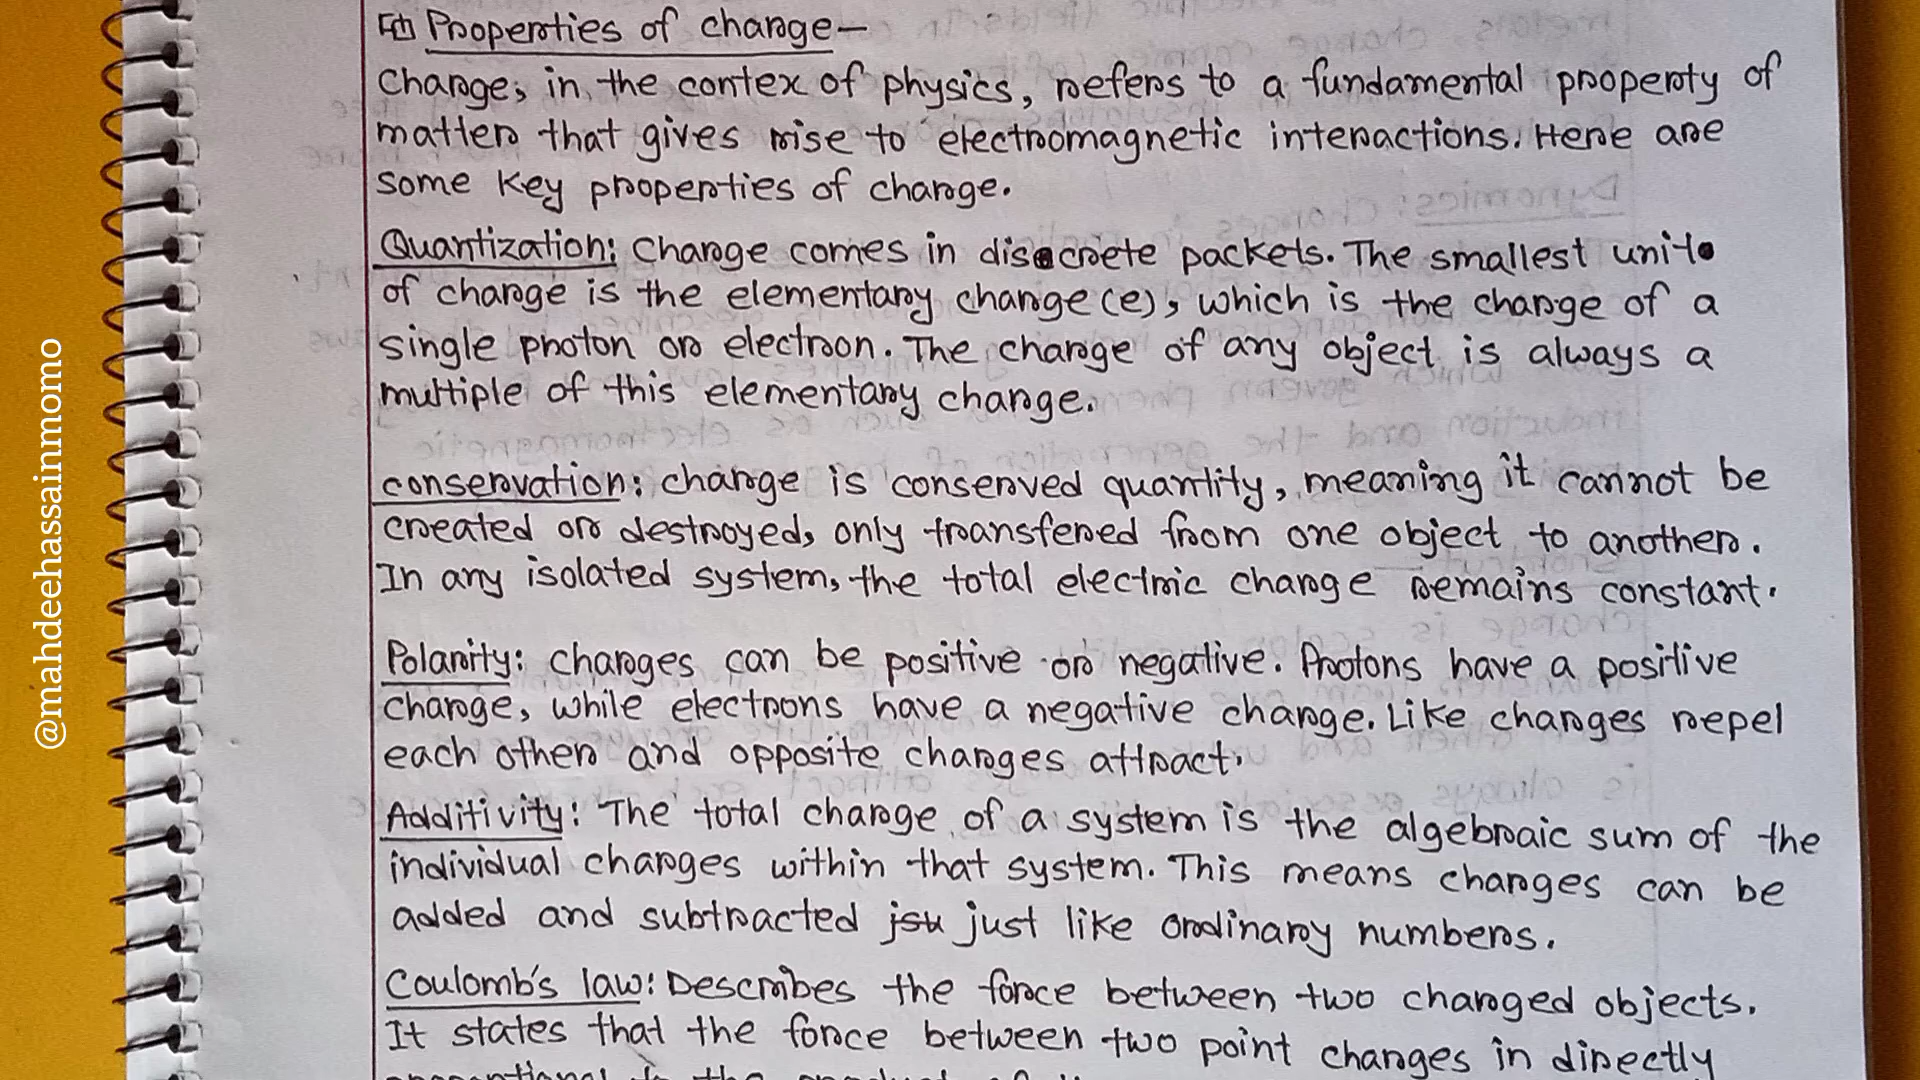 Properties of charge-
Charge, in the contex of physics, refers to a fundamental property of
matter that gives rise to electromagnetic interactions. Here are
some key properties of charge.
Quantization: Charge comes in discrete packets. The smallest unit
of charge is the elementary charge (e), which is the charge of a
single photon or electron. The charge of any object is always a
multiple of this elementary charge.
conservation: charge is conserved quantity, meaning it cannot be
created or destroyed, only transfered from one object to another.
In any isolated system, the total electric charge remains constant.
Polarity: charges can be positive or negative. Protons have a positive
charge, while electrons have a negative charge. Like charges repel
each other and opposite charges attract.
Additivity: The total charge of a system is the algebraic sum of the
individual charges within that system. This means charges can be
added and subtracted jsu just like ordinary numbers.
Coulomb's law: Describes the force between two charged objects.
It states that the force between two point charges in directly
@mahdeehassainmomo